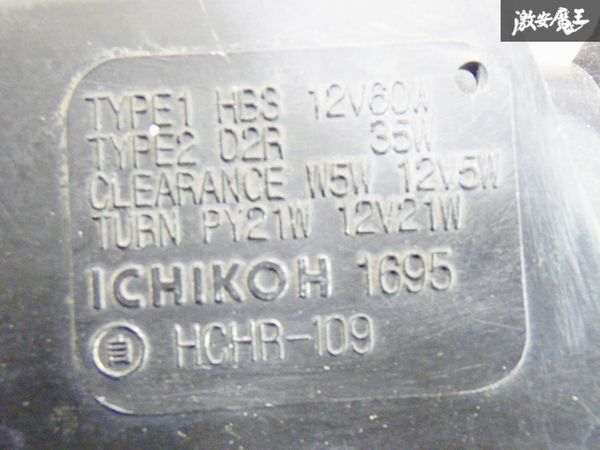 激安魔王
TYPE1 HB3 12V60W
TYPE2 D2R 35W
CLEARANCE W5W 12V5W
TURN PY21W 12V21W
ICHIKOH 1695
HCHR-109